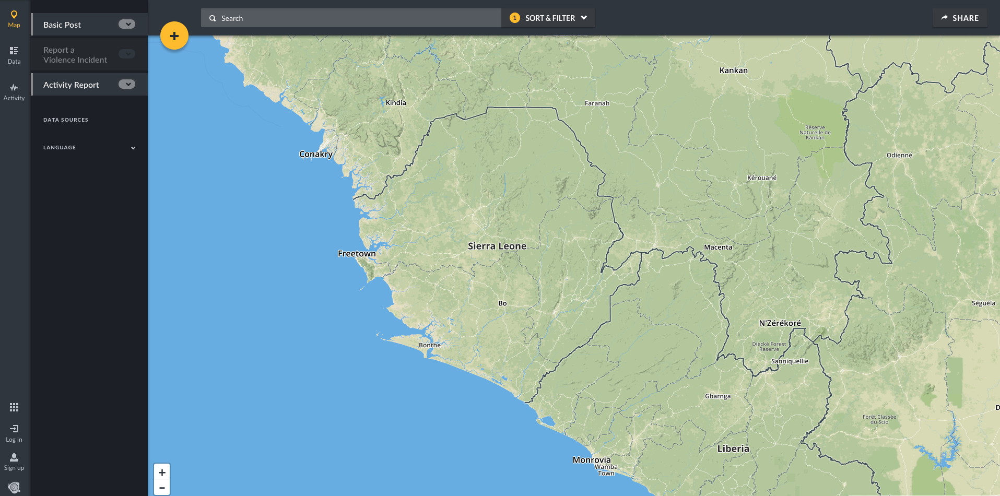 Map
Data
Activity
Log in
Sign up
Basic Post
Report a
Violence Incident
Activity Report
DATA SOURCES
LANGUAGE
Search
1 SORT & FILTER
SHARE
+
Kankan
Kindia
Faranah
Réserve
Naturelle de
Kankan
Conakry
Odienné
Kérouané
Sierra Leone
Macenta
Freetown
Bo
Séguéla
N'Zérékoré
Bonthe
Diécké Forest
Reserve
Sanniquellie
Gbarnga
D
Forêt Classée
du Scio
Liberia
Monrovia
Wamba
Town
+
-